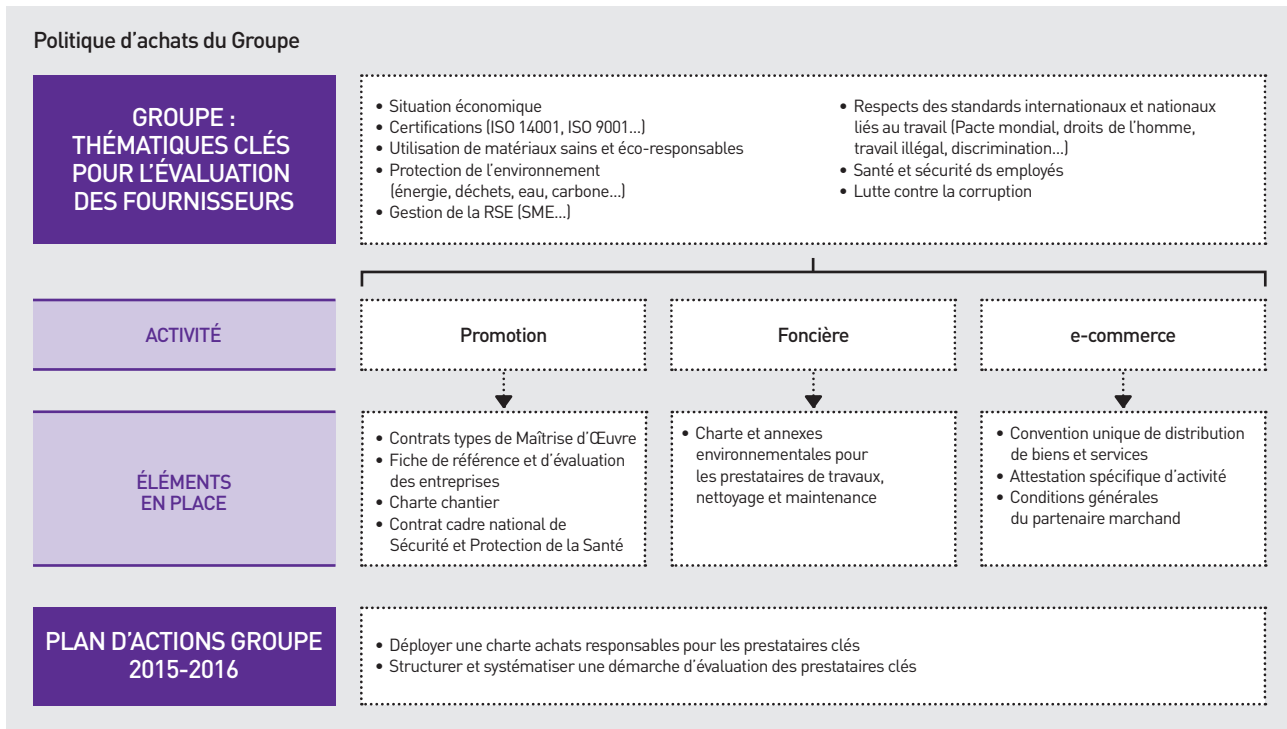 Politique d'achats du Groupe
GROUPE :
THÉMATIQUES CLÉS
POUR L'ÉVALUATION
DES FOURNISSEURS
• Situation économique
• Certifications (ISO 14001, ISO 9001...)
• Utilisation de matériaux sains et éco-responsables
• Protection de l'environnement
(énergie, déchets, eau, carbone...)
• Gestion de la RSE (SME...)
• Respects des standards internationaux et nationaux
liés au travail (Pacte mondial, droits de l'homme,
travail illégal, discrimination...)
• Santé et sécurité ds employés
• Lutte contre la corruption
ACTIVITÉ
Promotion
Foncière
e-commerce
ÉLÉMENTS
EN PLACE
• Contrats types de Maîtrise d'Œuvre
• Fiche de référence et d'évaluation
des entreprises
• Charte chantier
• Contrat cadre national de
Sécurité et Protection de la Santé
• Charte et annexes
environnementales pour
les prestataires de travaux,
nettoyage et maintenance
• Convention unique de distribution
de biens et services
• Attestation spécifique d'activité
• Conditions générales
du partenaire marchand
PLAN D'ACTIONS GROUPE
2015-2016
• Déployer une charte achats responsables pour les prestataires clés
• Structurer et systématiser une démarche d'évaluation des prestataires clés